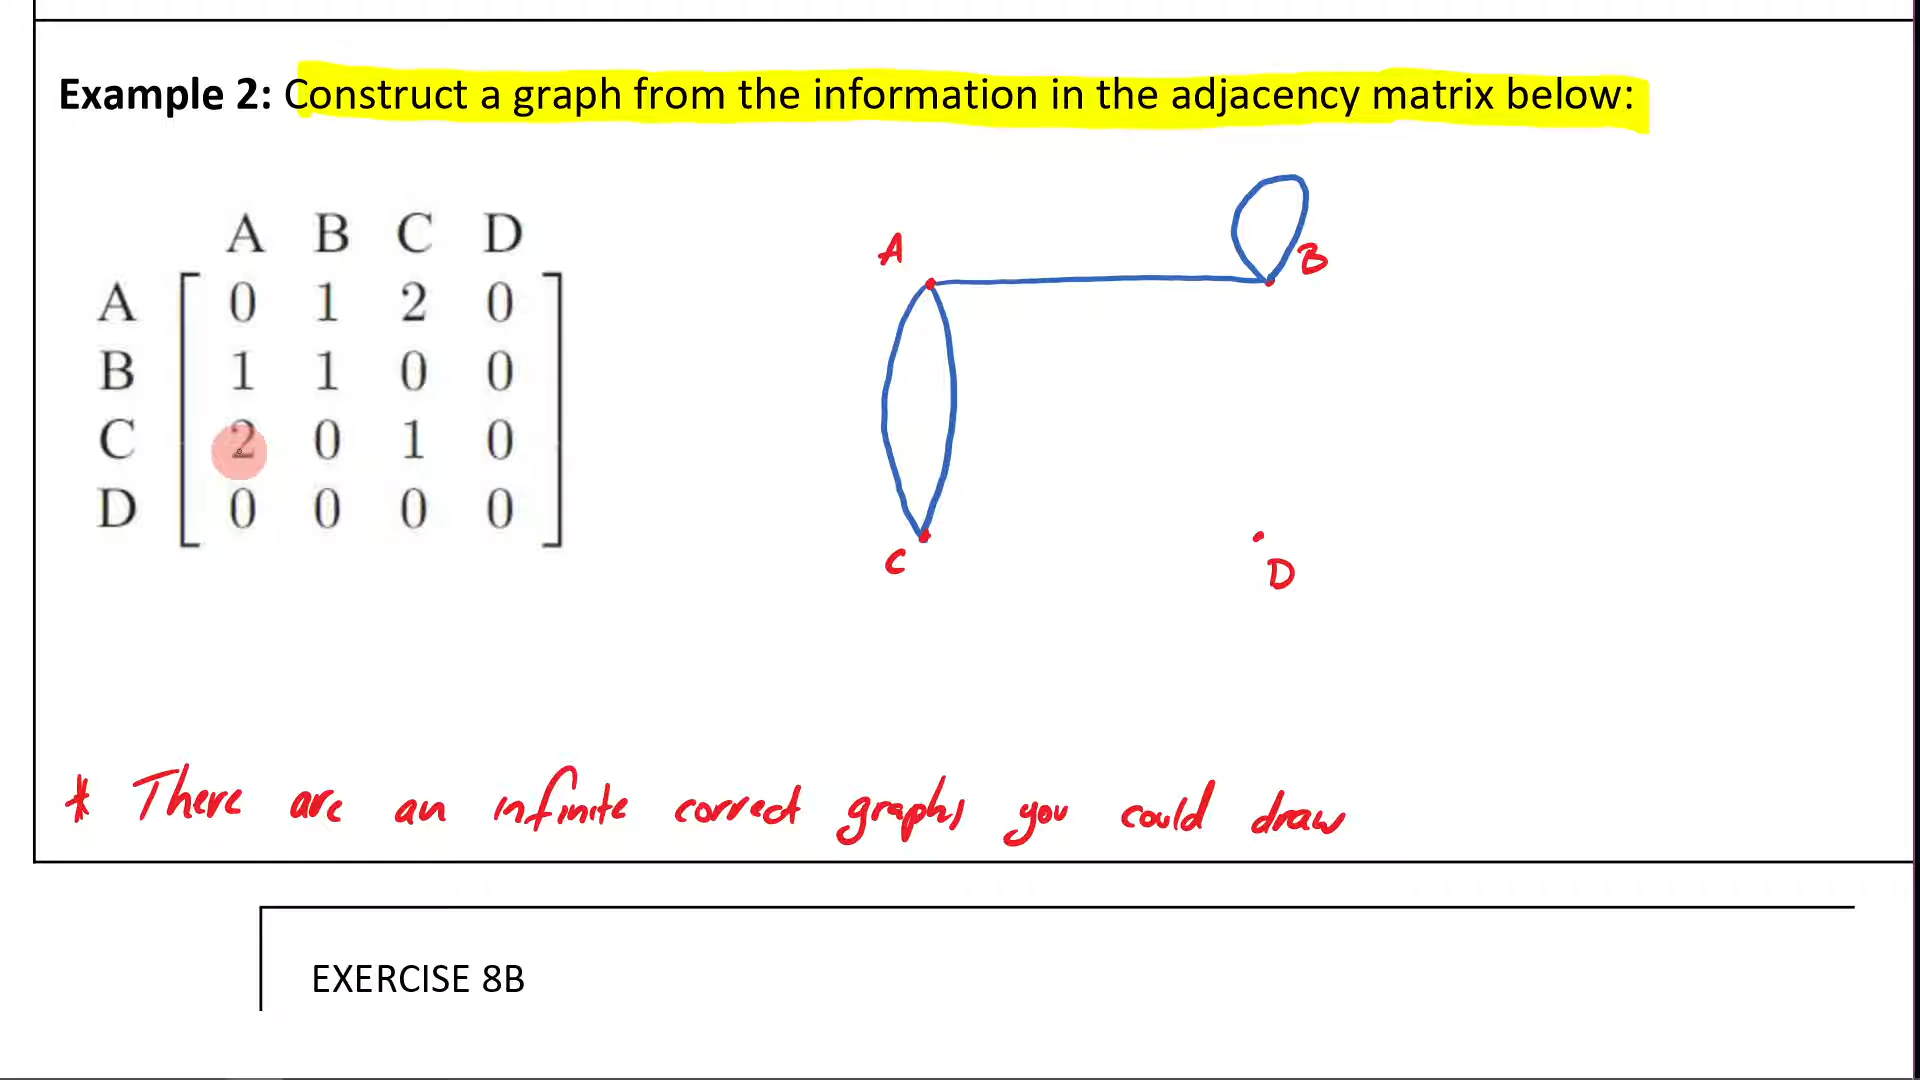 Example 2: Construct a graph from the information in the adjacency matrix below:
A B C D
A 0 1 2 0
B 1 1 0 0
C 2 0 1 0
D 0 0 0 0
A
B
C
D
* There are an infinite correct graphs you could draw
EXERCISE 8B